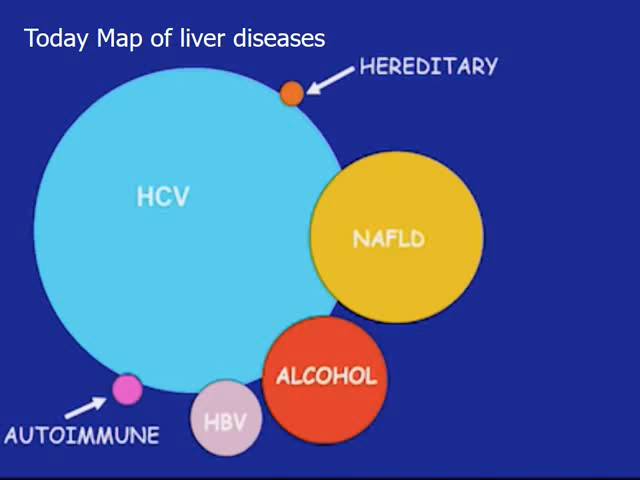 Today Map of liver diseases
HEREDITARY
HCV
NAFLD
ALCOHOL
HBV
AUTOIMMUNE